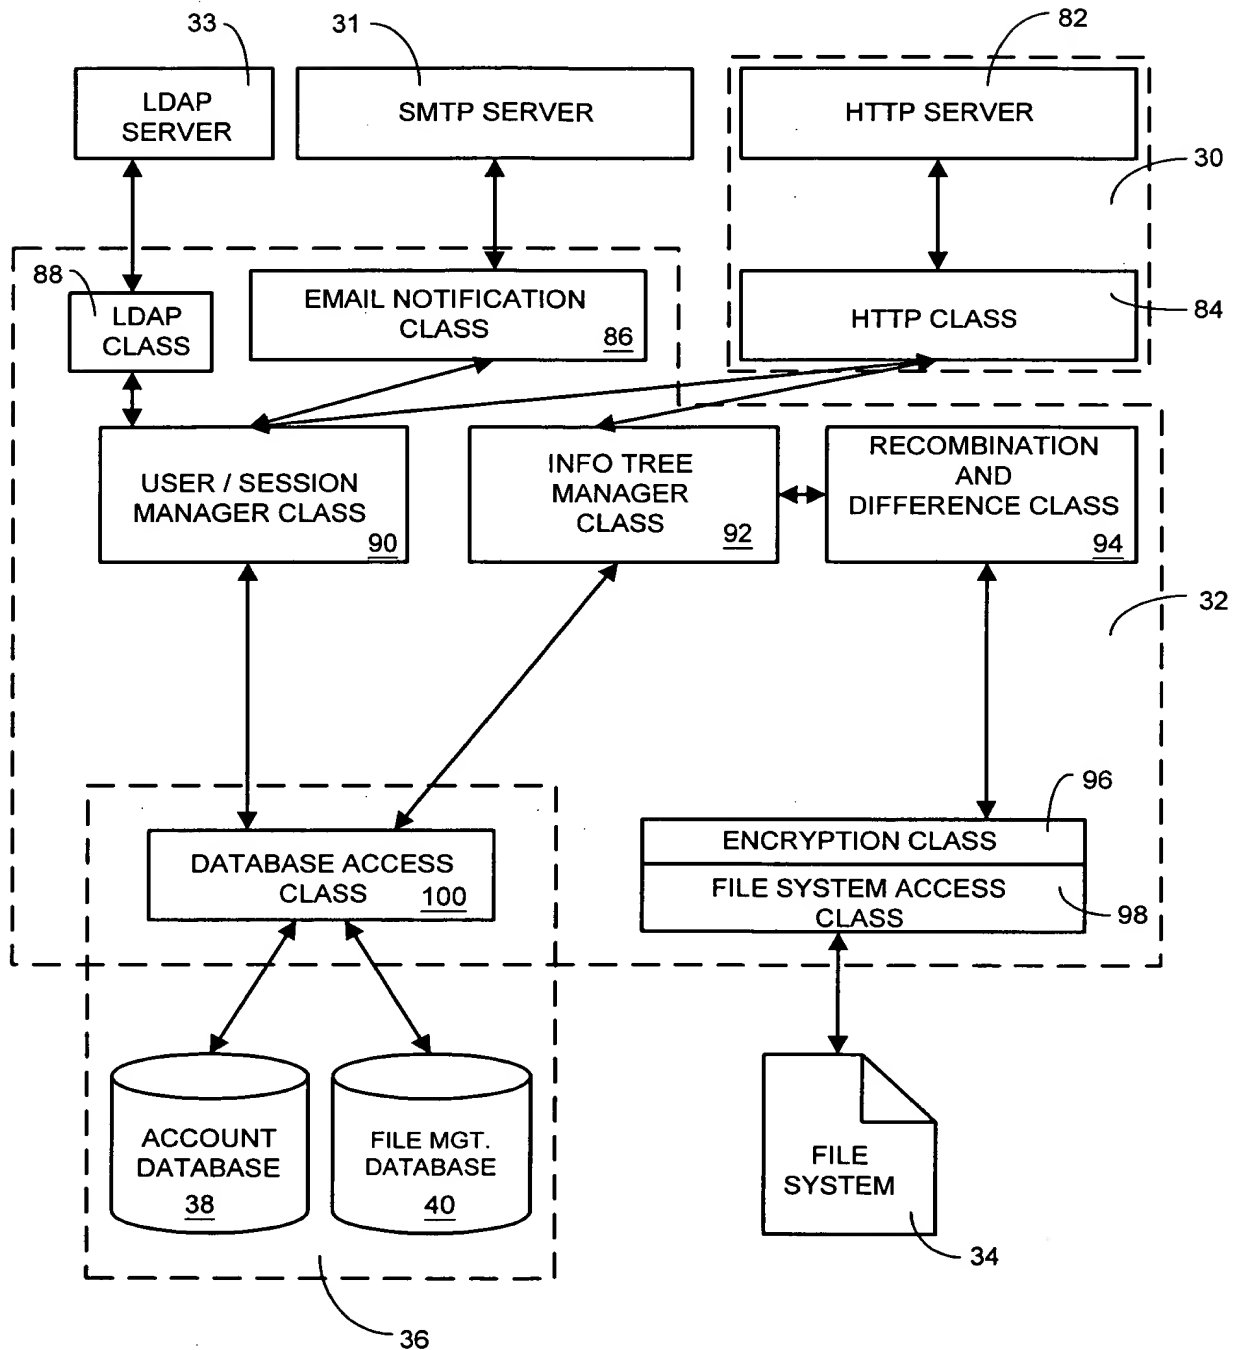 33
31
82
LDAP
SERVER
SMTP SERVER
HTTP SERVER
30
88
LDAP
CLASS
EMAIL NOTIFICATION
CLASS
86
HTTP CLASS
84
USER / SESSION
MANAGER CLASS
90
INFO TREE
MANAGER
CLASS
92
RECOMBINATION
AND
DIFFERENCE CLASS
94
32
96
DATABASE ACCESS
CLASS
100
ENCRYPTION CLASS
FILE SYSTEM ACCESS
CLASS
98
ACCOUNT
DATABASE
38
FILE MGT.
DATABASE
40
FILE
SYSTEM
34
36